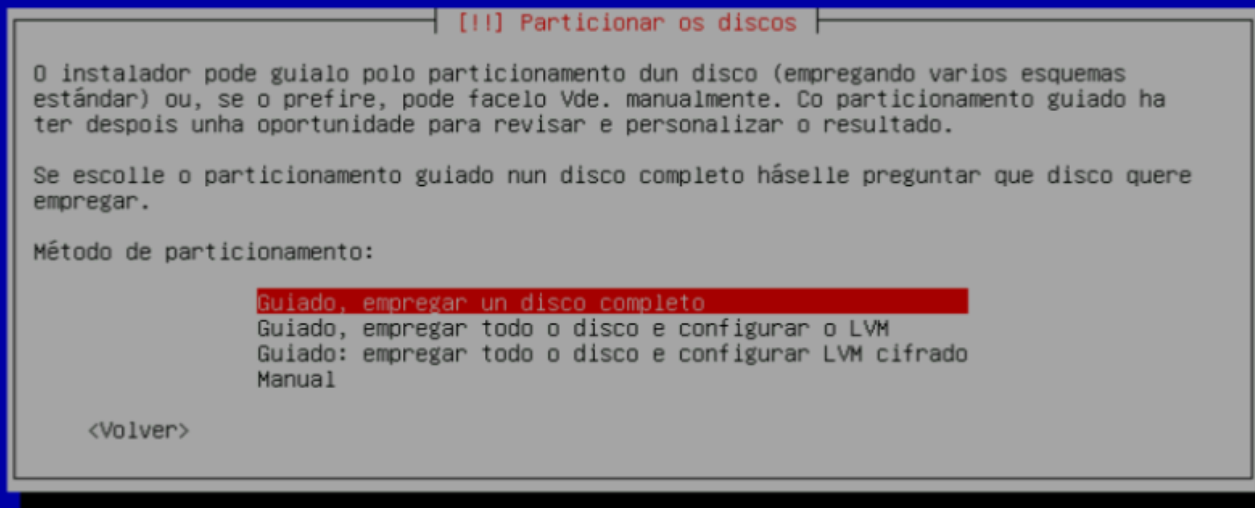 [!!] Particionar os discos
O instalador pode guialo polo particionamento dun disco (empregando varios esquemas
estándar) ou, se o prefire, pode facelo Vde. manualmente. Co particionamento guiado ha
ter despois unha oportunidade para revisar e personalizar o resultado.
Se escolle o particionamento guiado nun disco completo háselle preguntar que disco quere
empregar.
Método de particionamento:
Guiado, empregar un disco completo
Guiado, empregar todo o disco e configurar o LVM
Guiado: empregar todo o disco e configurar LVM cifrado
Manual
<Volver>